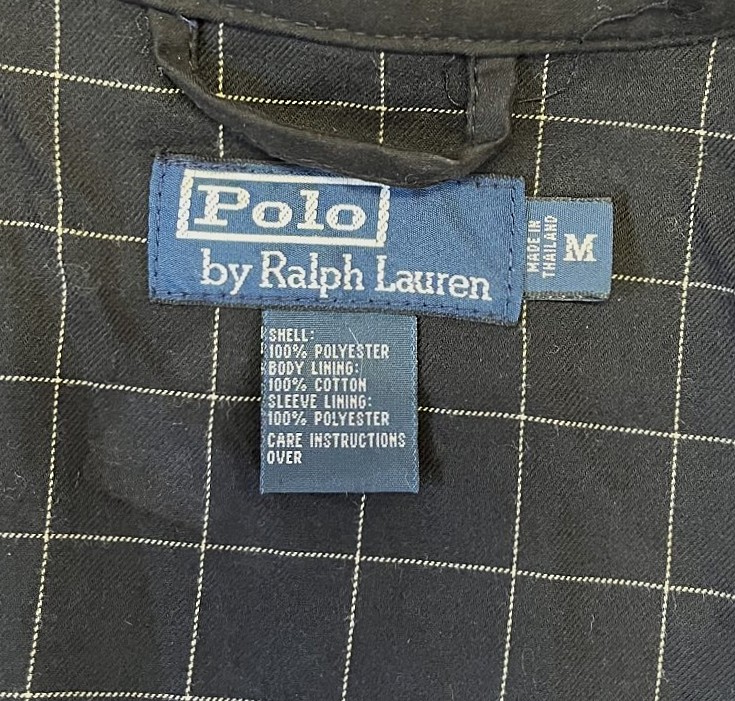 Polo
by Ralph Lauren
MADE IN
THAILAND
M
SHELL:
100% POLYESTER
BODY LINING:
100% COTTON
SLEEVE LINING:
100% POLYESTER
CARE INSTRUCTIONS
OVER